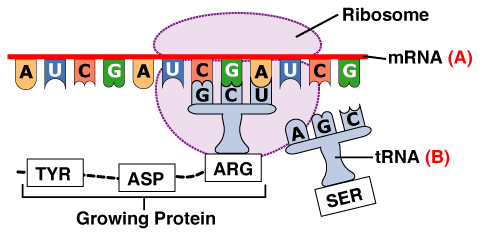 Ribosome
mRNA (A)
A U C G A U C G A U C G
G C U
A G C
tRNA (B)
TYR ASP ARG
SER
Growing Protein